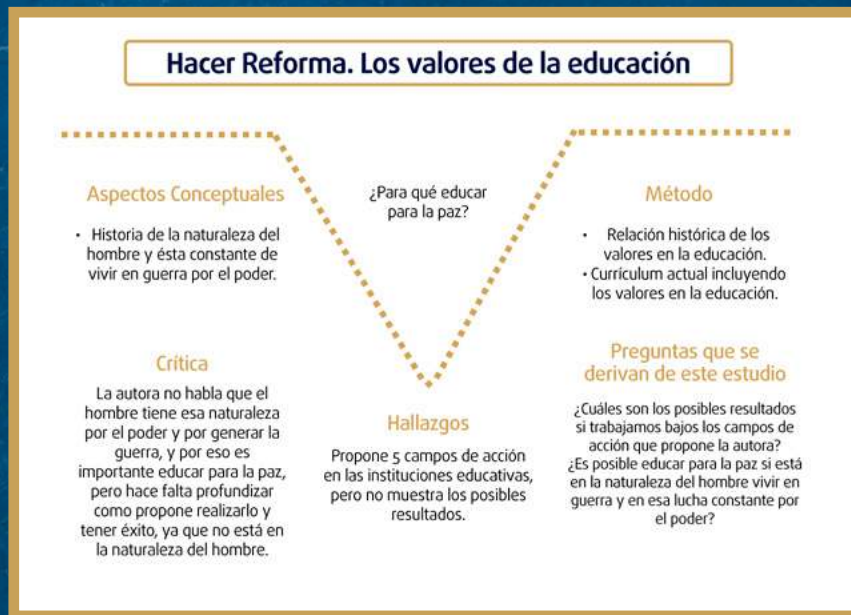 Hacer Reforma. Los valores de la educación
Aspectos Conceptuales
• Historia de la naturaleza del
hombre y ésta constante de
vivir en guerra por el poder.
¿Para qué educar
para la paz?
Método
• Relación histórica de los
valores en la educación.
• Currículum actual incluyendo
los valores en la educación.
Crítica
La autora no habla que el
hombre tiene esa naturaleza
por el poder y por generar la
guerra, y por eso es
importante educar para la paz,
pero hace falta profundizar
como propone realizarlo y
tener éxito, ya que no está en
la naturaleza del hombre.
Hallazgos
Propone 5 campos de acción
en las instituciones educativas,
pero no muestra los posibles
resultados.
Preguntas que se
derivan de este estudio
¿Cuáles son los posibles resultados
si trabajamos bajos los campos de
acción que propone la autora?
¿Es posible educar para la paz si está
en la naturaleza del hombre vivir en
guerra y en esa lucha constante por
el poder?